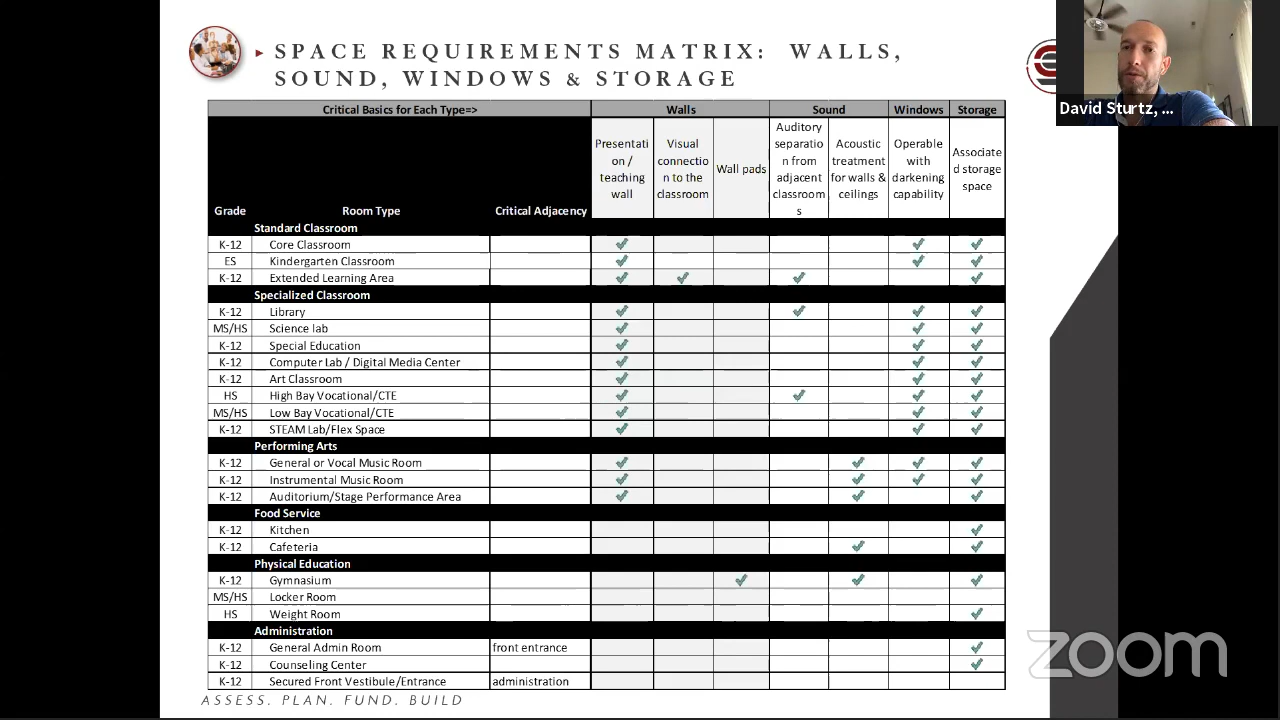 SPACE REQUIREMENTS MATRIX: WALLS,
SOUND, WINDOWS & STORAGE
David Sturtz, ...
Critical Basics for Each Type=> Walls Sound Windows Storage
Grade Room Type Critical Adjacency
Presentati
on /
teaching
wall
Visual
connectio
n to the
classroom
Wall pads
Auditory
separatio
n from
adjacent
classroom
s
Acoustic
treatment
for walls &
ceilings
Operable
with
darkening
capability
Associate
d storage
space
Standard Classroom
K-12 Core Classroom ✓ ✓ ✓
ES Kindergarten Classroom ✓ ✓ ✓
K-12 Extended Learning Area ✓ ✓ ✓ ✓
Specialized Classroom
K-12 Library ✓ ✓ ✓ ✓
MS/HS Science lab ✓ ✓ ✓
K-12 Special Education ✓ ✓ ✓
K-12 Computer Lab / Digital Media Center ✓ ✓ ✓
K-12 Art Classroom ✓ ✓ ✓
HS High Bay Vocational/CTE ✓ ✓ ✓ ✓
MS/HS Low Bay Vocational/CTE ✓ ✓ ✓
K-12 STEAM Lab/Flex Space ✓ ✓ ✓
Performing Arts
K-12 General or Vocal Music Room ✓ ✓ ✓ ✓
K-12 Instrumental Music Room ✓ ✓ ✓ ✓
K-12 Auditorium/Stage Performance Area ✓ ✓ ✓
Food Service
K-12 Kitchen ✓
K-12 Cafeteria ✓ ✓
Physical Education
K-12 Gymnasium ✓ ✓ ✓
MS/HS Locker Room
HS Weight Room ✓
Administration
K-12 General Admin Room front entrance ✓
K-12 Counseling Center ✓
K-12 Secured Front Vestibule/Entrance administration
ASSESS. PLAN. FUND. BUILD
zoom